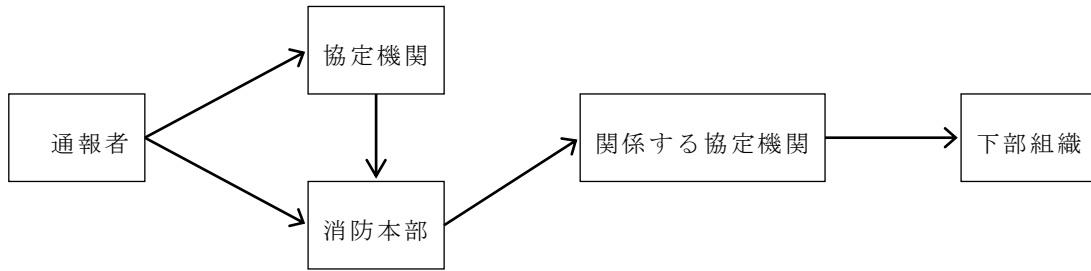 協定機関
通報者
関係する協定機関
下部組織
消防本部